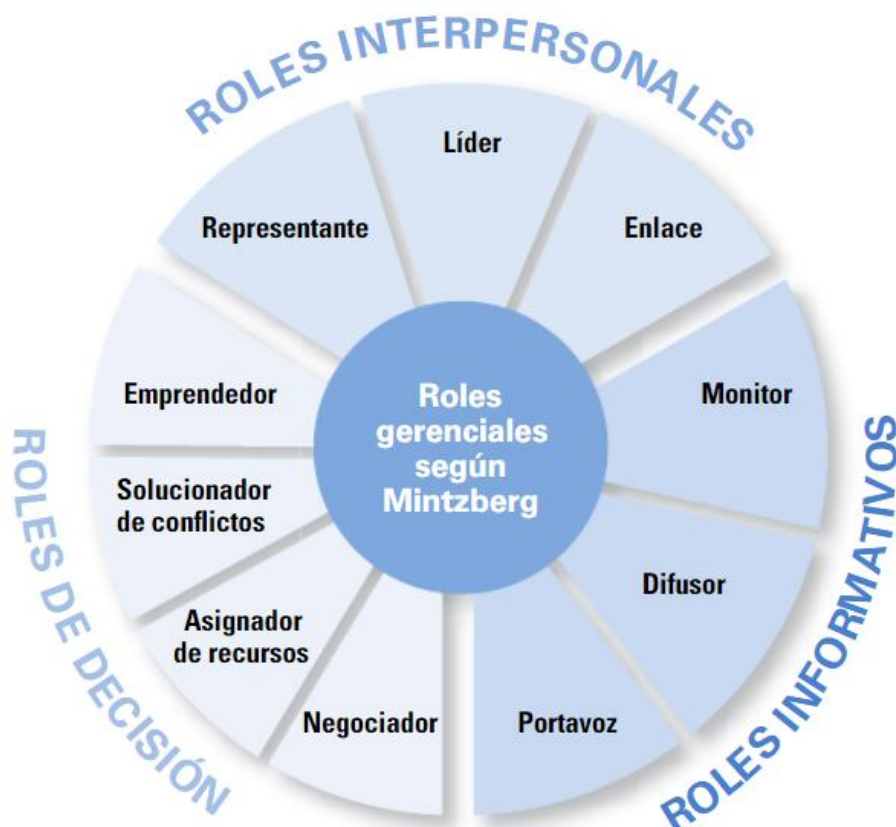 ROLES INTERPERSONALES
Líder
Representante
Enlace
Emprendedor
Monitor
Roles
gerenciales
según
Mintzberg
Solucionador
de conflictos
Difusor
Asignador
de recursos
Negociador
Portavoz
ROLES DE DECISIÓN
ROLES INFORMATIVOS